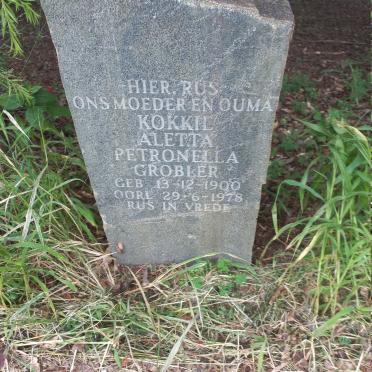 HIER RUS
ONS MOEDER EN OUMA
KOKKIE
ALETTA
PETRONELLA
GROBLER
GEB. 13-12-1900
OORL. 29-6-1978
RUS IN VREDE